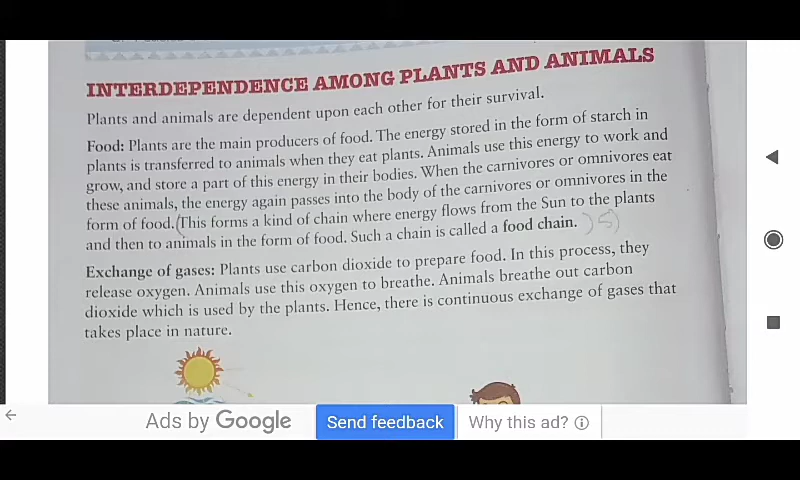 INTERDEPENDENCE AMONG PLANTS AND ANIMALS
Plants and animals are dependent upon each other for their survival.
Food: Plants are the main producers of food. The energy stored in the form of starch in
plants is transferred to animals when they eat plants. Animals use this energy to work and
grow, and store a part of this energy in their bodies. When the carnivores or omnivores eat
these animals, the energy again passes into the body of the carnivores or omnivores in the
form of food. (This forms a kind of chain where energy flows from the Sun to the plants
and then to animals in the form of food. Such a chain is called a food chain. ) 5)
Exchange of gases: Plants use carbon dioxide to prepare food. In this process, they
release oxygen. Animals use this oxygen to breathe. Animals breathe out carbon
dioxide which is used by the plants. Hence, there is continuous exchange of gases that
takes place in nature.
Ads by Google
Send feedback
Why this ad?